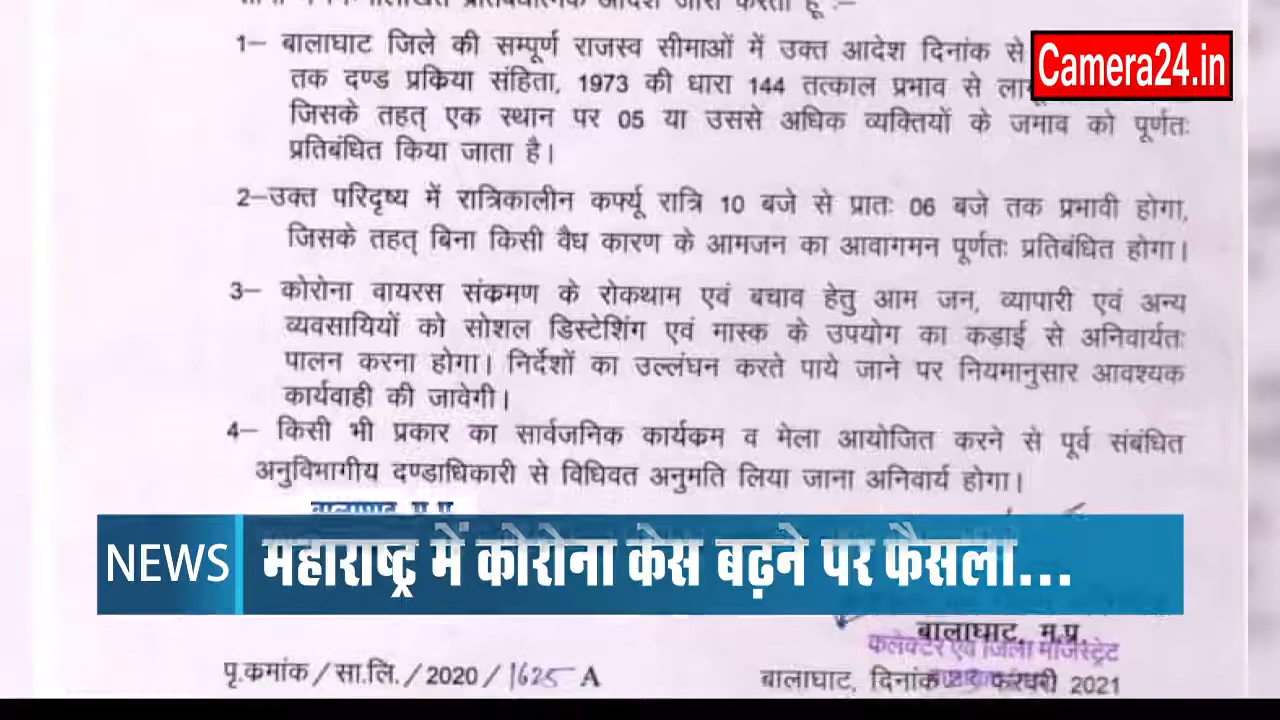 1– बालाघाट जिले की सम्पूर्ण राजस्व सीमाओं में उक्त आदेश दिनांक से
Camera24.in
तक दण्ड प्रकिया संहिता, 1973 की धारा 144 तत्काल प्रभाव से
जिसके तहत् एक स्थान पर 05 या उससे अधिक व्यक्तियों के जमाव को पूर्णतः
प्रतिबंधित किया जाता है।
2–उक्त परिदृष्य में रात्रिकालीन कर्फ्यू रात्रि 10 बजे से प्रातः 06 बजे तक प्रभावी होगा,
जिसके तहत् बिना किसी वैध कारण के आमजन का आवागमन पूर्णतः प्रतिबंधित होगा।
3– कोरोना वायरस संकमण के रोकथाम एवं बचाव हेतु आम जन, व्यापारी एवं अन्य
व्यवसायियों को सोशल डिस्टेशिंग एवं मास्क के उपयोग का कड़ाई से अनिवार्यतः
पालन करना होगा। निर्देशों का उल्लंघन करते पाये जाने पर नियमानुसार आवश्यक
कार्यवाही की जावेगी।
4– किसी भी प्रकार का सार्वजनिक कार्यकम व मेला आयोजित करने से पूर्व संबंधित
अनुविभागीय दण्डाधिकारी से विधिवत अनुमति लिया जाना अनिवार्य होगा।
NEWS महाराष्ट्र में कोरोना केस बढ़ने पर फैसला...
बालाघाट, म.प्र.
कलेक्टर एवं जिला मजिस्ट्रेट
पृ.कमांक / सा.लि. / 2020 / 1625 A
बालाघाट, दिनांक फरवरी 2021